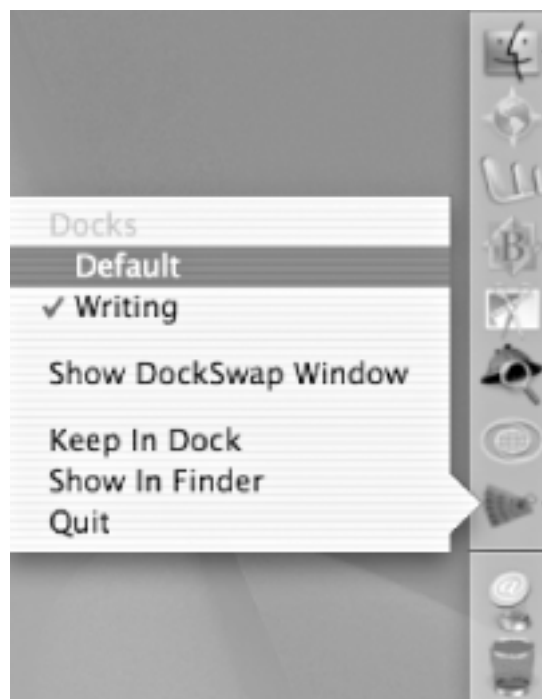 Docks
Default
✓ Writing
Show DockSwap Window
Keep In Dock
Show In Finder
Quit
B
@